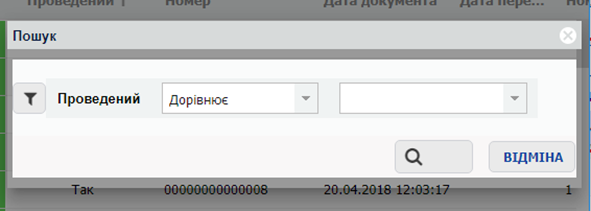 Проведений Номер Дата документа Дата пере...
Пошук
Проведений Дорівнює
ВІДМІНА
Так 00000000000008 20.04.2018 12:03:17 1